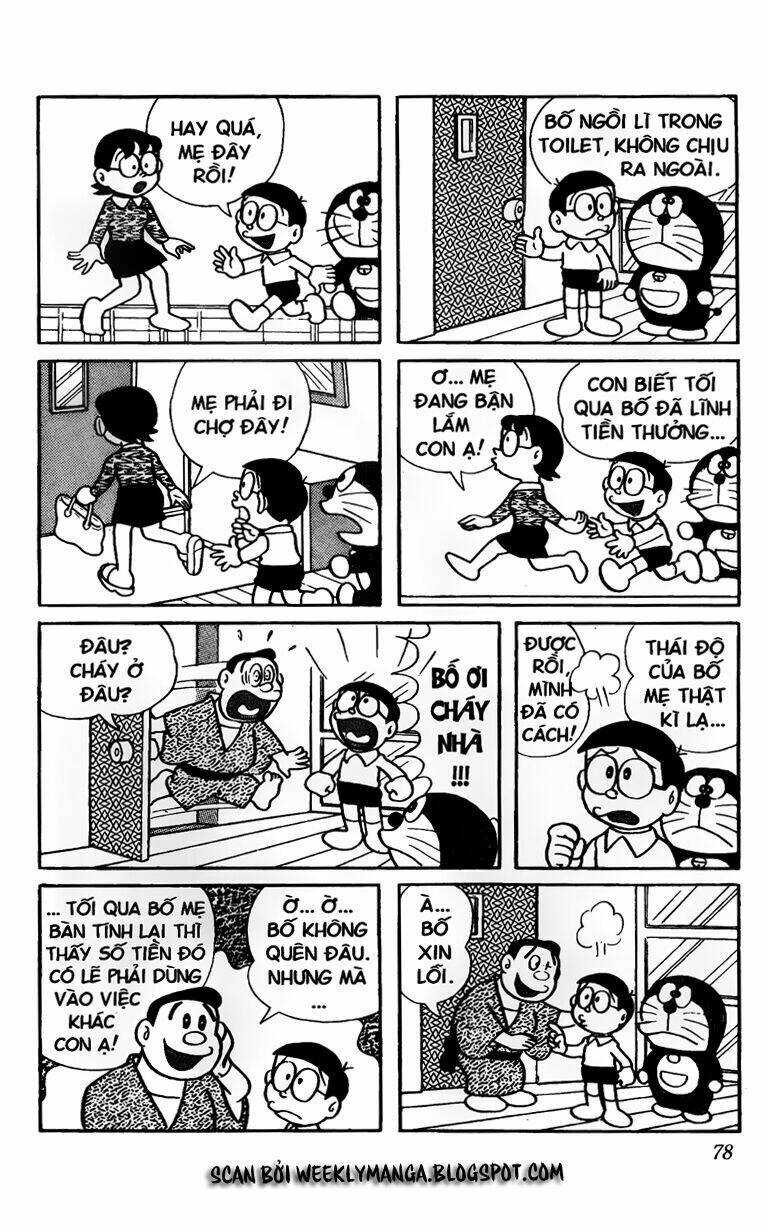 BỐ NGỒI LÌ TRONG
TOILET, KHÔNG CHỊU
RA NGOÀI.
HAY QUÁ,
MẸ ĐÂY
RỒI!
CON BIẾT TỐI
QUA BỐ ĐÃ LĨNH
TIỀN THƯỞNG...
Ơ... MẸ
ĐANG BẬN
LẮM
CON Ạ!
MẸ PHẢI ĐI
CHỢ ĐÂY!
THÁI ĐỘ
CỦA BỐ
MẸ THẬT
KÌ LẠ...
ĐƯỢC
RỒI,
MÌNH
ĐÃ CÓ
CÁCH!
BỐ ƠI
CHÁY
NHÀ
!!!
ĐÂU?
CHÁY Ở
ĐÂU?
À...
BỐ
XIN
LỖI.
Ờ... Ờ...
BỐ KHÔNG
QUÊN ĐÂU.
NHƯNG MÀ
...
... TỐI QUA BỐ MẸ
BÀN TÍNH LẠI THÌ
THẤY SỐ TIỀN ĐÓ
CÓ LẼ PHẢI DÙNG
VÀO VIỆC
KHÁC
CON Ạ!
78
SCAN BỞI WEEKLYMANGA.BLOGSPOT.COM